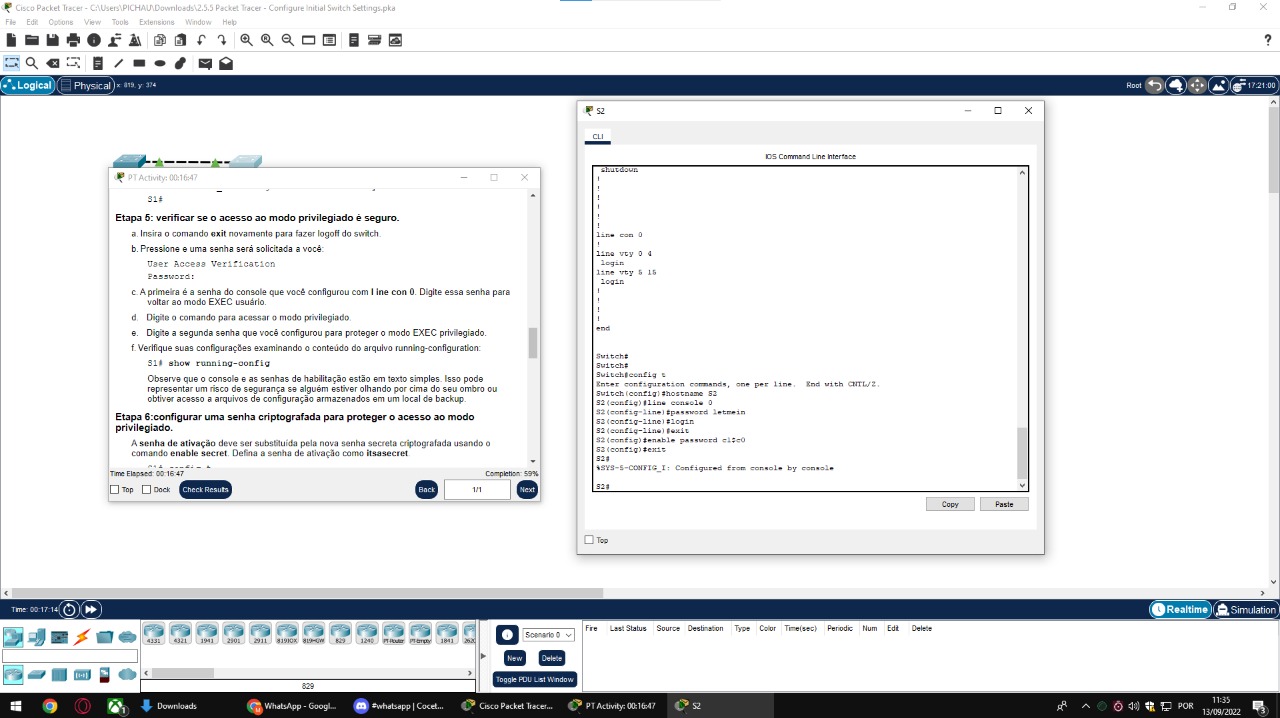 Cisco Packet Tracer - C:\Users\PICHAU\Downloads\2.5.5 Packet Tracer - Configure Initial Switch Settings.pka
File Edit Options View Tools Extensions Window Help
Logical Physical x: 819, y: 374
Root 17:21:00
PT Activity: 00:16:47
S1#
Etapa 5: verificar se o acesso ao modo privilegiado é seguro.
a. Insira o comando exit novamente para fazer logoff do switch.
b. Pressione e uma senha será solicitada a você:
User Access Verification
Password:
c. A primeira é a senha do console que você configurou com l ine con 0. Digite essa senha para
voltar ao modo EXEC usuário.
d. Digite o comando para acessar o modo privilegiado.
e. Digite a segunda senha que você configurou para proteger o modo EXEC privilegiado.
f. Verifique suas configurações examinando o conteúdo do arquivo running-configuration:
S1# show running-config
Observe que o console e as senhas de habilitação estão em texto simples. Isso pode
representar um risco de segurança se alguém estiver olhando por cima do seu ombro ou
obtiver acesso a arquivos de configuração armazenados em um local de backup.
Etapa 6:configurar uma senha criptografada para proteger o acesso ao modo
privilegiado.
A senha de ativação deve ser substituída pela nova senha secreta criptografada usando o
comando enable secret. Defina a senha de ativação como itsasecret.
Time Elapsed: 00:16:47 Completion: 59%
Top Dock Check Results Back 1/1 Next
S2
CLI
IOS Command Line Interface
shutdown
!
!
!
!
!
!
line con 0
!
line vty 0 4
login
line vty 5 15
login
!
!
!
!
end
Switch#
Switch#
Switch#config t
Enter configuration commands, one per line. End with CNTL/Z.
Switch(config)#hostname S2
S2(config)#line console 0
S2(config-line)#password letmein
S2(config-line)#login
S2(config-line)#exit
S2(config)#enable password c1$c0
S2(config)#exit
S2#
%SYS-5-CONFIG_I: Configured from console by console
S2#
Copy Paste
Top
Time: 00:17:14
Realtime Simulation
4331 4321 1941 2901 2911 819IOX 819HGW 829 1240 PT-Router PT-Empty 1841 2620
829
Scenario 0
New Delete
Toggle PDU List Window
Fire Last Status Source Destination Type Color Time(sec) Periodic Num Edit Delete
Downloads WhatsApp - Googl... #whatsapp | Cocet... Cisco Packet Tracer... PT Activity: 00:16:47 S2
POR 11:35
13/09/2022 3